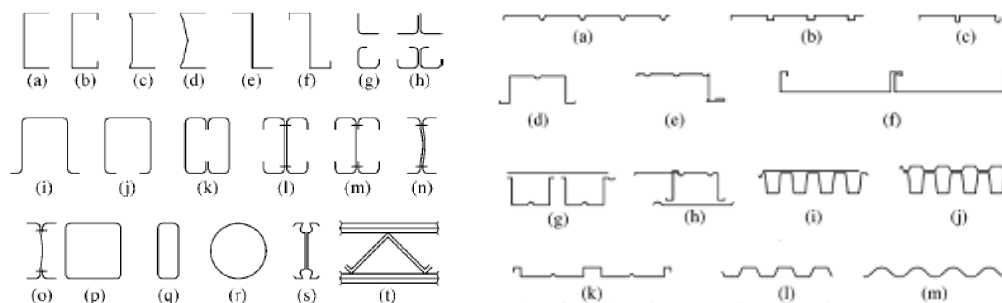 (a) (b) (c) (d) (e) (f) (g) (h)
(i) (j) (k) (l) (m) (n)
(o) (p) (q) (r) (s) (t)
(a) (b) (c)
(d) (e) (f)
(g) (h) (i) (j)
(k) (l) (m)